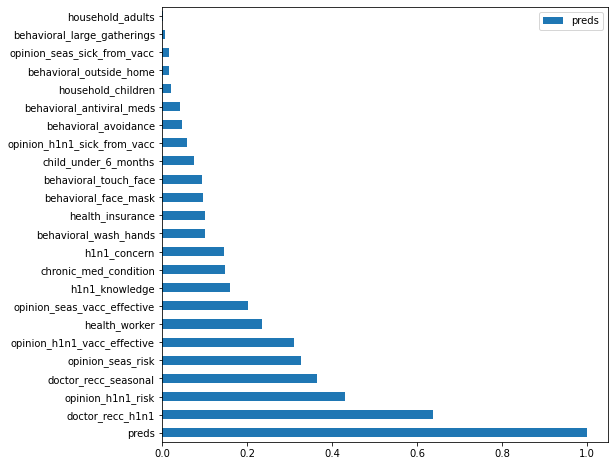 household_adults
behavioral_large_gatherings
opinion_seas_sick_from_vacc
behavioral_outside_home
household_children
behavioral_antiviral_meds
behavioral_avoidance
opinion_h1n1_sick_from_vacc
child_under_6_months
behavioral_touch_face
behavioral_face_mask
health_insurance
behavioral_wash_hands
h1n1_concern
chronic_med_condition
h1n1_knowledge
opinion_seas_vacc_effective
health_worker
opinion_h1n1_vacc_effective
opinion_seas_risk
doctor_recc_seasonal
opinion_h1n1_risk
doctor_recc_h1n1
preds
0.0 0.2 0.4 0.6 0.8 1.0
preds